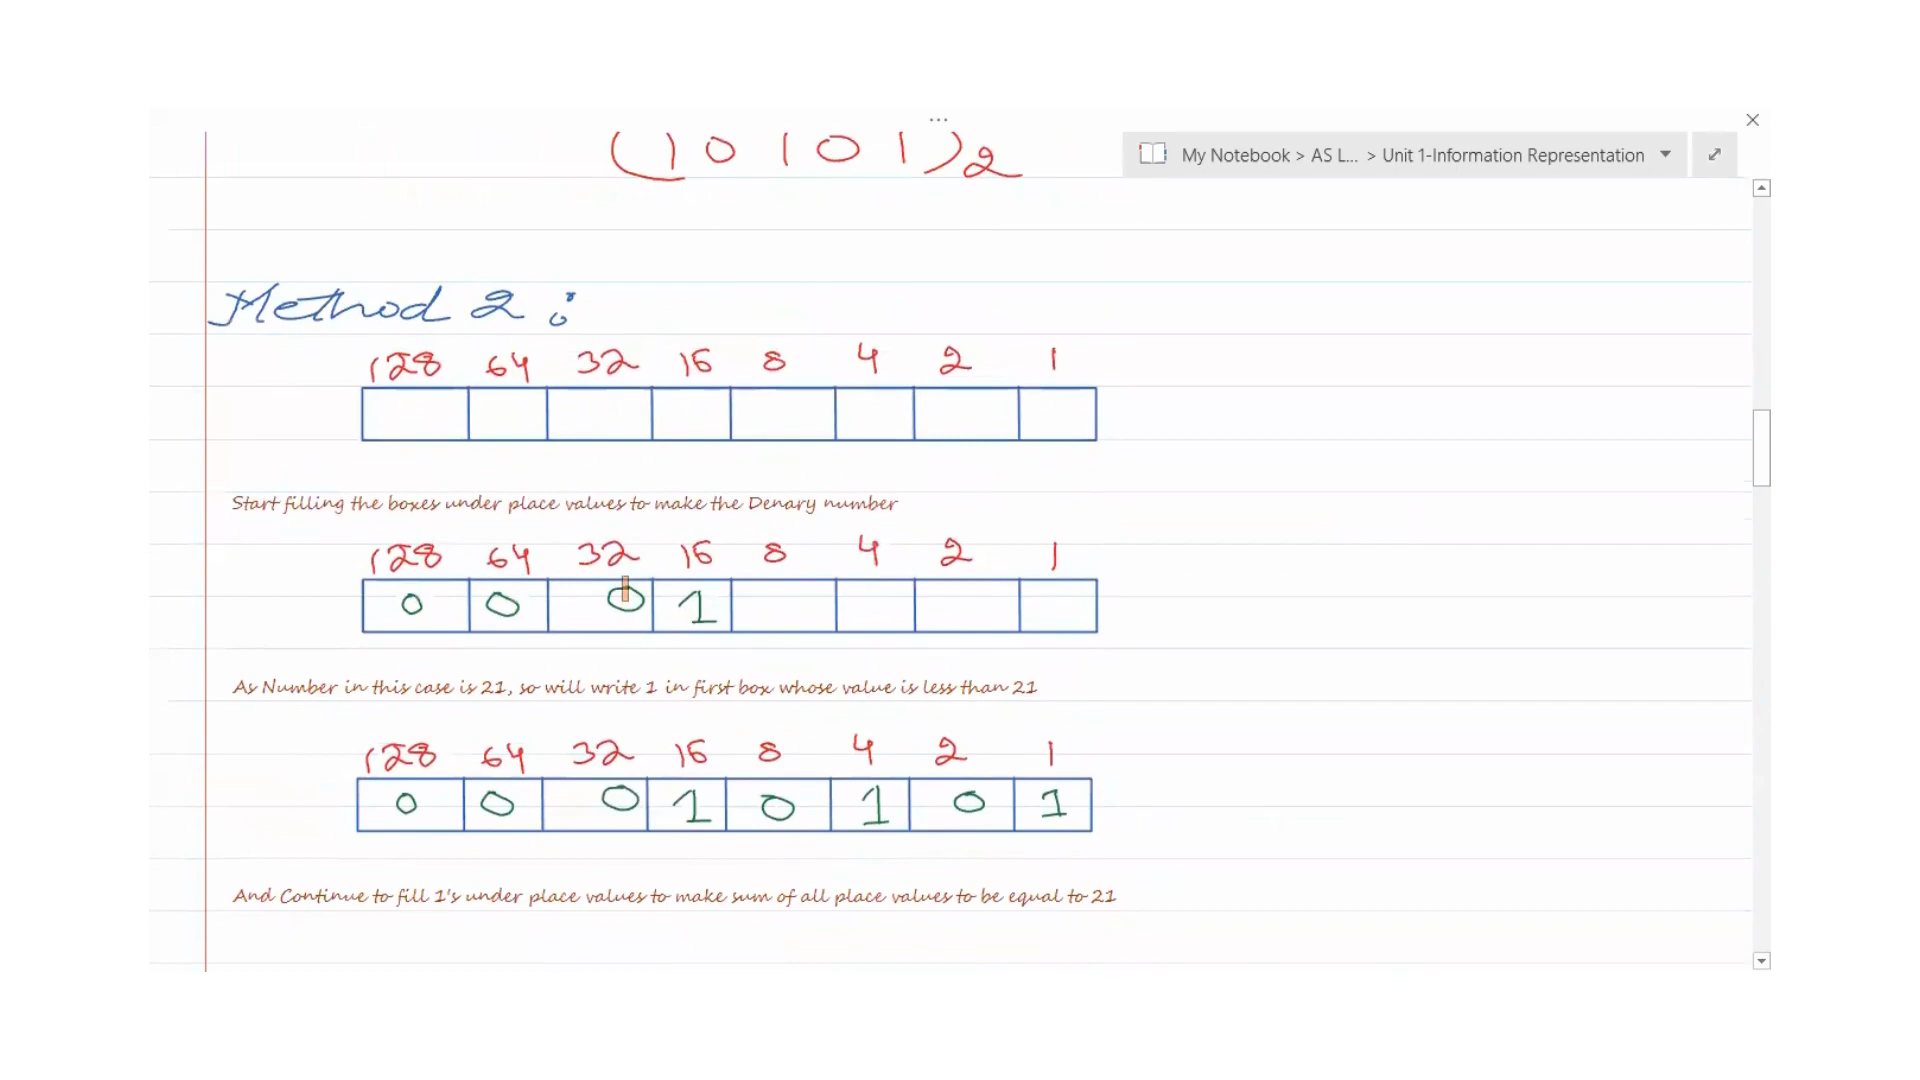 (10101)2
My Notebook > AS L... > Unit 1-Information Representation
Method 2:
128 64 32 16 8 4 2 1
Start filling the boxes under place values to make the Denary number
128 64 32 16 8 4 2 1
0 0 0 1
As Number in this case is 21, so will write 1 in first box whose value is less than 21
128 64 32 16 8 4 2 1
0 0 0 1 0 1 0 1
And Continue to fill 1's under place values to make sum of all place values to be equal to 21